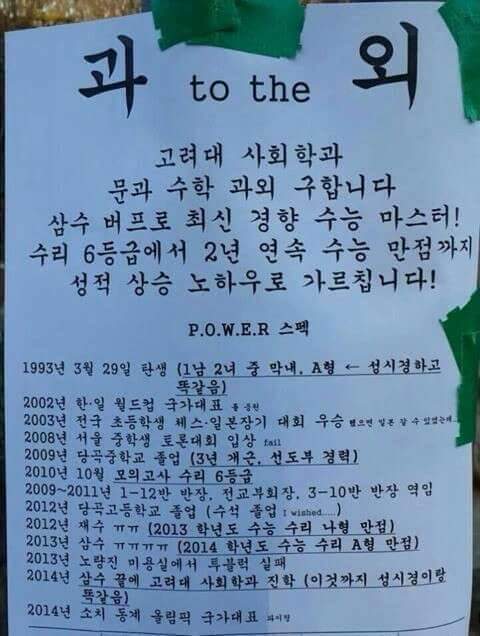 과 to the 외
고려대 사회학과
문과 수학 과외 구합니다
삼수 버프로 최신 경향 수능 마스터!
수리 6등급에서 2년 연속 수능 만점까지
성적 상승 노하우로 가르칩니다!
P.O.W.E.R 스펙
1993년 3월 29일 탄생 (1남 2녀 중 막내, A형 ← 성시경하고
똑같음)
2002년 한·일 월드컵 국가대표 를 응원
2003년 전국 초등학생 체스·일본장기 대회 우승 했으면 일본 갈 수 있었는데...
2008년 서울 중학생 토론대회 입상 fail
2009년 당곡중학교 졸업 (3년 개근, 선도부 경력)
2010년 10월 모의고사 수리 6등급
2009~2011년 1-12반 반장, 전교부회장, 3-10반 반장 역임
2012년 당곡고등학교 졸업 (수석 졸업 I wished.....)
2012년 재수 ㅠㅠ (2013 학년도 수능 수리 나형 만점)
2013년 삼수 ㅠㅠㅠㅠ (2014 학년도 수능 수리 A형 만점)
2013년 노량진 미용실에서 투블럭 실패
2014년 삼수 끝에 고려대 사회학과 진학 (이것까지 성시경이랑
똑같음)
2014년 소치 동계 올림픽 국가대표